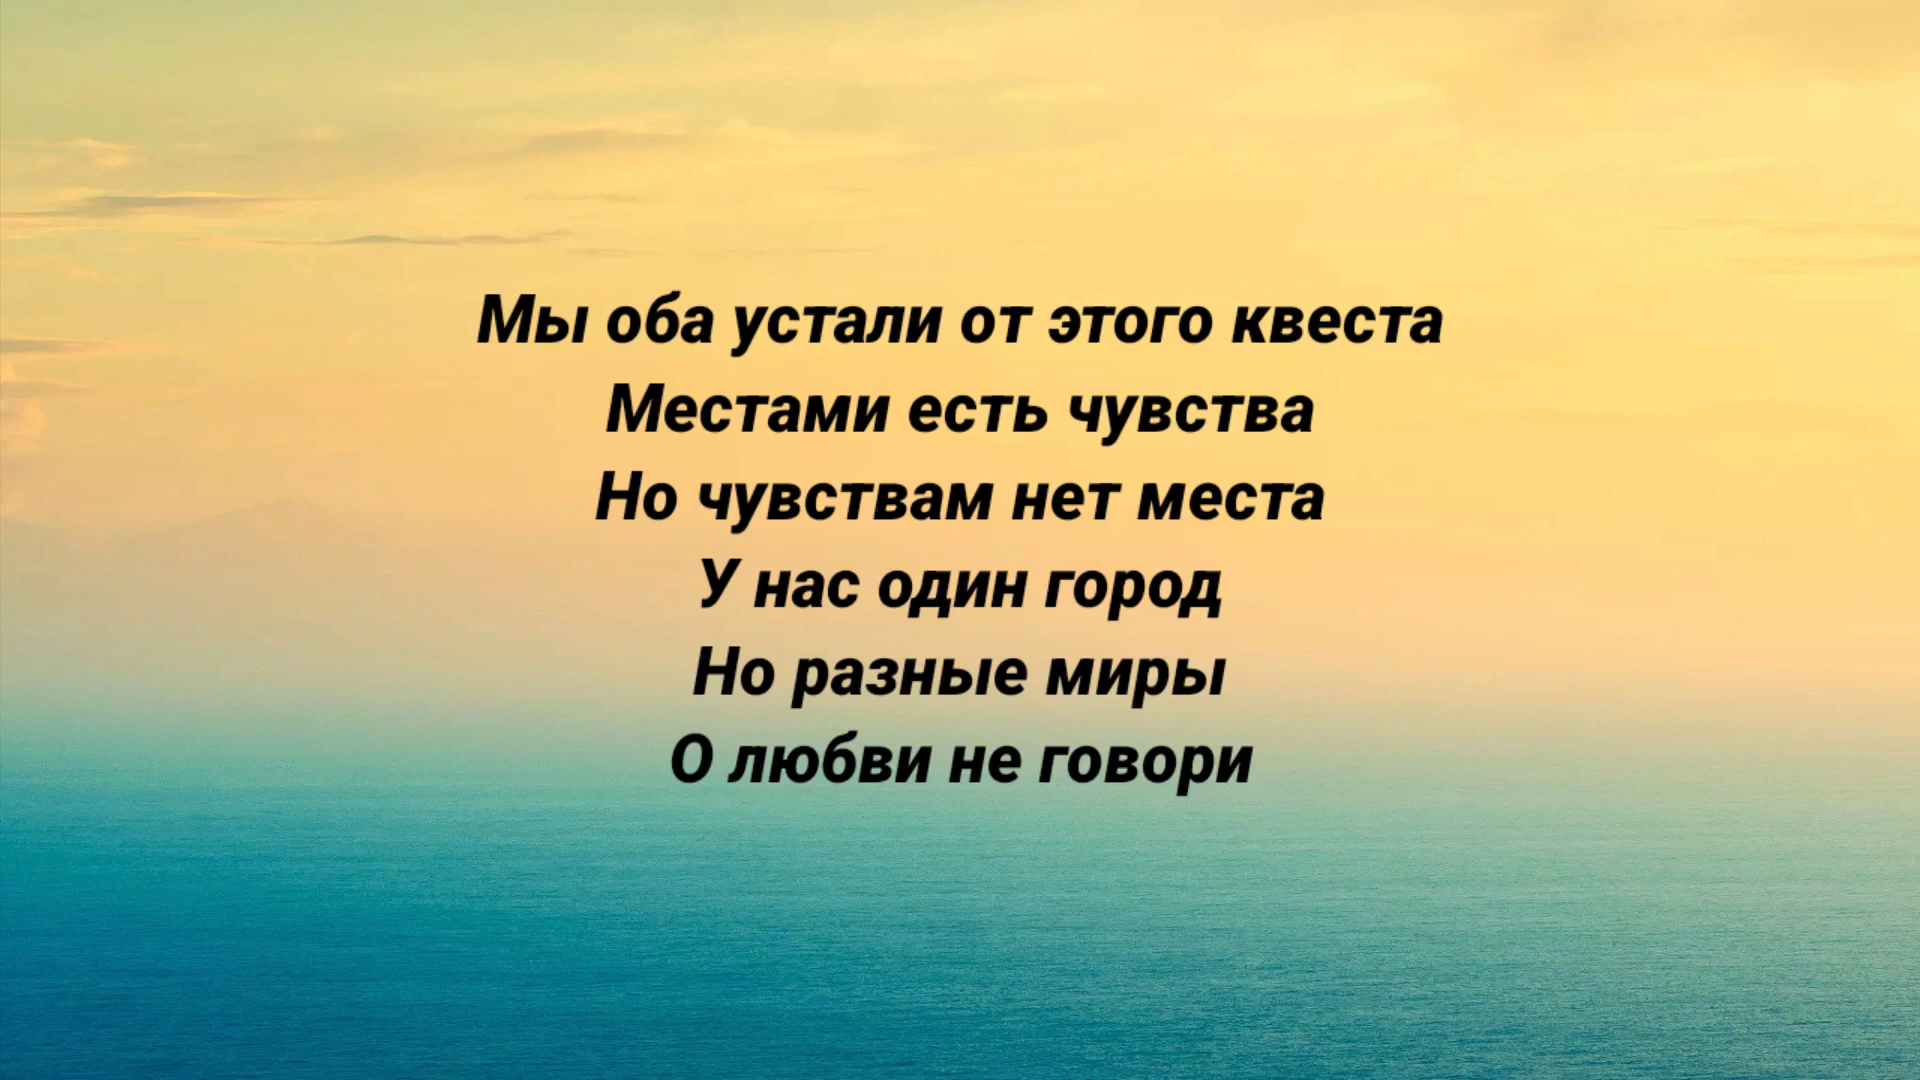 Мы оба устали от этого квеста
Местами есть чувства
Но чувствам нет места
У нас один город
Но разные миры
О любви не говори